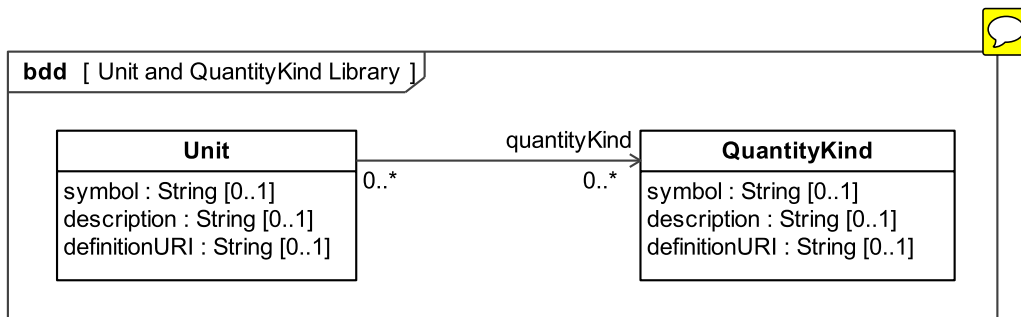 bdd [ Unit and QuantityKind Library ]
quantityKind
0..*
0..*
Unit
symbol : String [0..1]
description : String [0..1]
definitionURI : String [0..1]
QuantityKind
symbol : String [0..1]
description : String [0..1]
definitionURI : String [0..1]